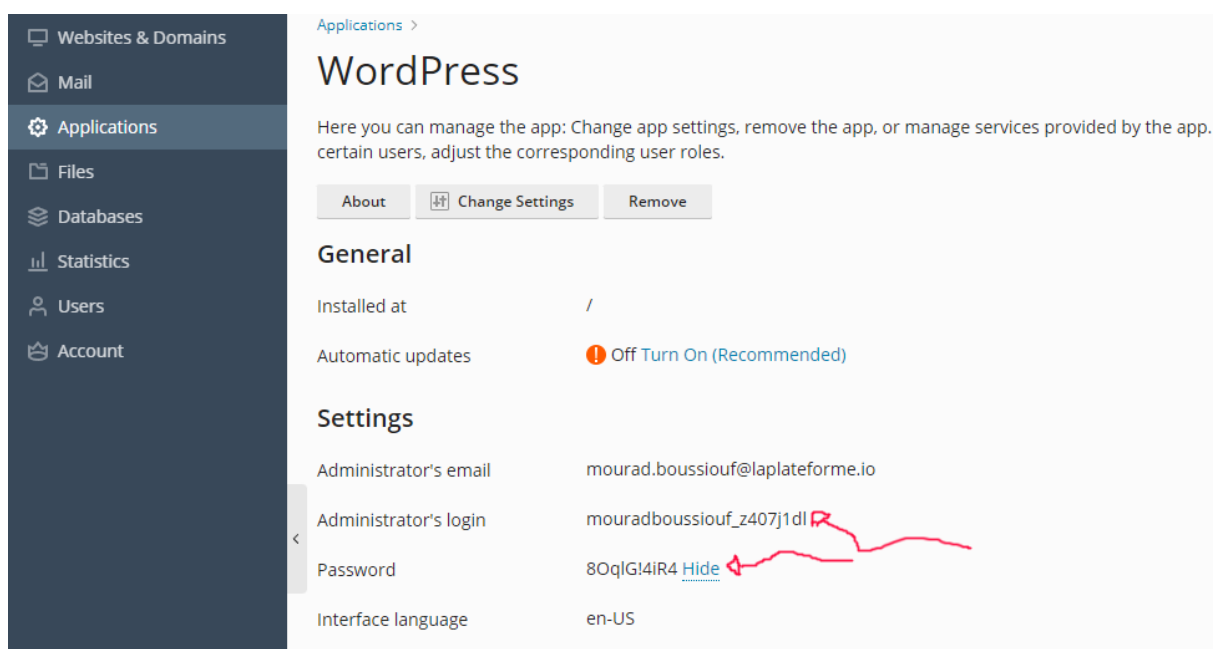 Websites & Domains
Mail
Applications
Files
Databases
Statistics
Users
Account
Applications >
WordPress
Here you can manage the app: Change app settings, remove the app, or manage services provided by the app.
certain users, adjust the corresponding user roles.
About Change Settings Remove
General
Installed at /
Automatic updates Off Turn On (Recommended)
Settings
Administrator's email mourad.boussiouf@laplateforme.io
Administrator's login mouradboussiouf_z407j1dl
Password 8OqlG!4iR4 Hide
Interface language en-US